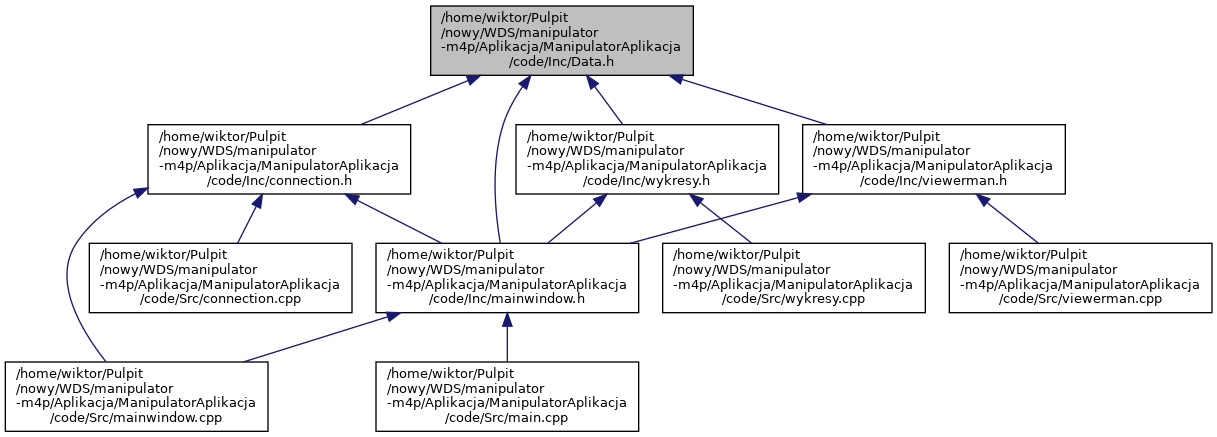 /home/wiktor/Pulpit
/nowy/WDS/manipulator
-m4p/Aplikacja/ManipulatorAplikacja
/code/Inc/Data.h
/home/wiktor/Pulpit
/nowy/WDS/manipulator
-m4p/Aplikacja/ManipulatorAplikacja
/code/Inc/connection.h
/home/wiktor/Pulpit
/nowy/WDS/manipulator
-m4p/Aplikacja/ManipulatorAplikacja
/code/Inc/wykresy.h
/home/wiktor/Pulpit
/nowy/WDS/manipulator
-m4p/Aplikacja/ManipulatorAplikacja
/code/Inc/viewerman.h
/home/wiktor/Pulpit
/nowy/WDS/manipulator
-m4p/Aplikacja/ManipulatorAplikacja
/code/Src/connection.cpp
/home/wiktor/Pulpit
/nowy/WDS/manipulator
-m4p/Aplikacja/ManipulatorAplikacja
/code/Inc/mainwindow.h
/home/wiktor/Pulpit
/nowy/WDS/manipulator
-m4p/Aplikacja/ManipulatorAplikacja
/code/Src/wykresy.cpp
/home/wiktor/Pulpit
/nowy/WDS/manipulator
-m4p/Aplikacja/ManipulatorAplikacja
/code/Src/viewerman.cpp
/home/wiktor/Pulpit
/nowy/WDS/manipulator
-m4p/Aplikacja/ManipulatorAplikacja
/code/Src/mainwindow.cpp
/home/wiktor/Pulpit
/nowy/WDS/manipulator
-m4p/Aplikacja/ManipulatorAplikacja
/code/Src/main.cpp